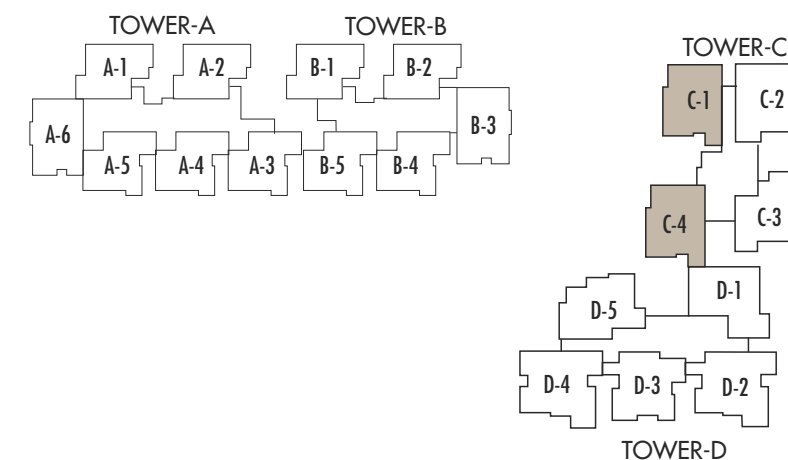 TOWER-A
TOWER-B
TOWER-C
A-1
A-2
B-1
B-2
C-1
C-2
A-6
B-3
A-5
A-4
A-3
B-5
B-4
C-4
C-3
D-1
D-5
D-4
D-3
D-2
TOWER-D